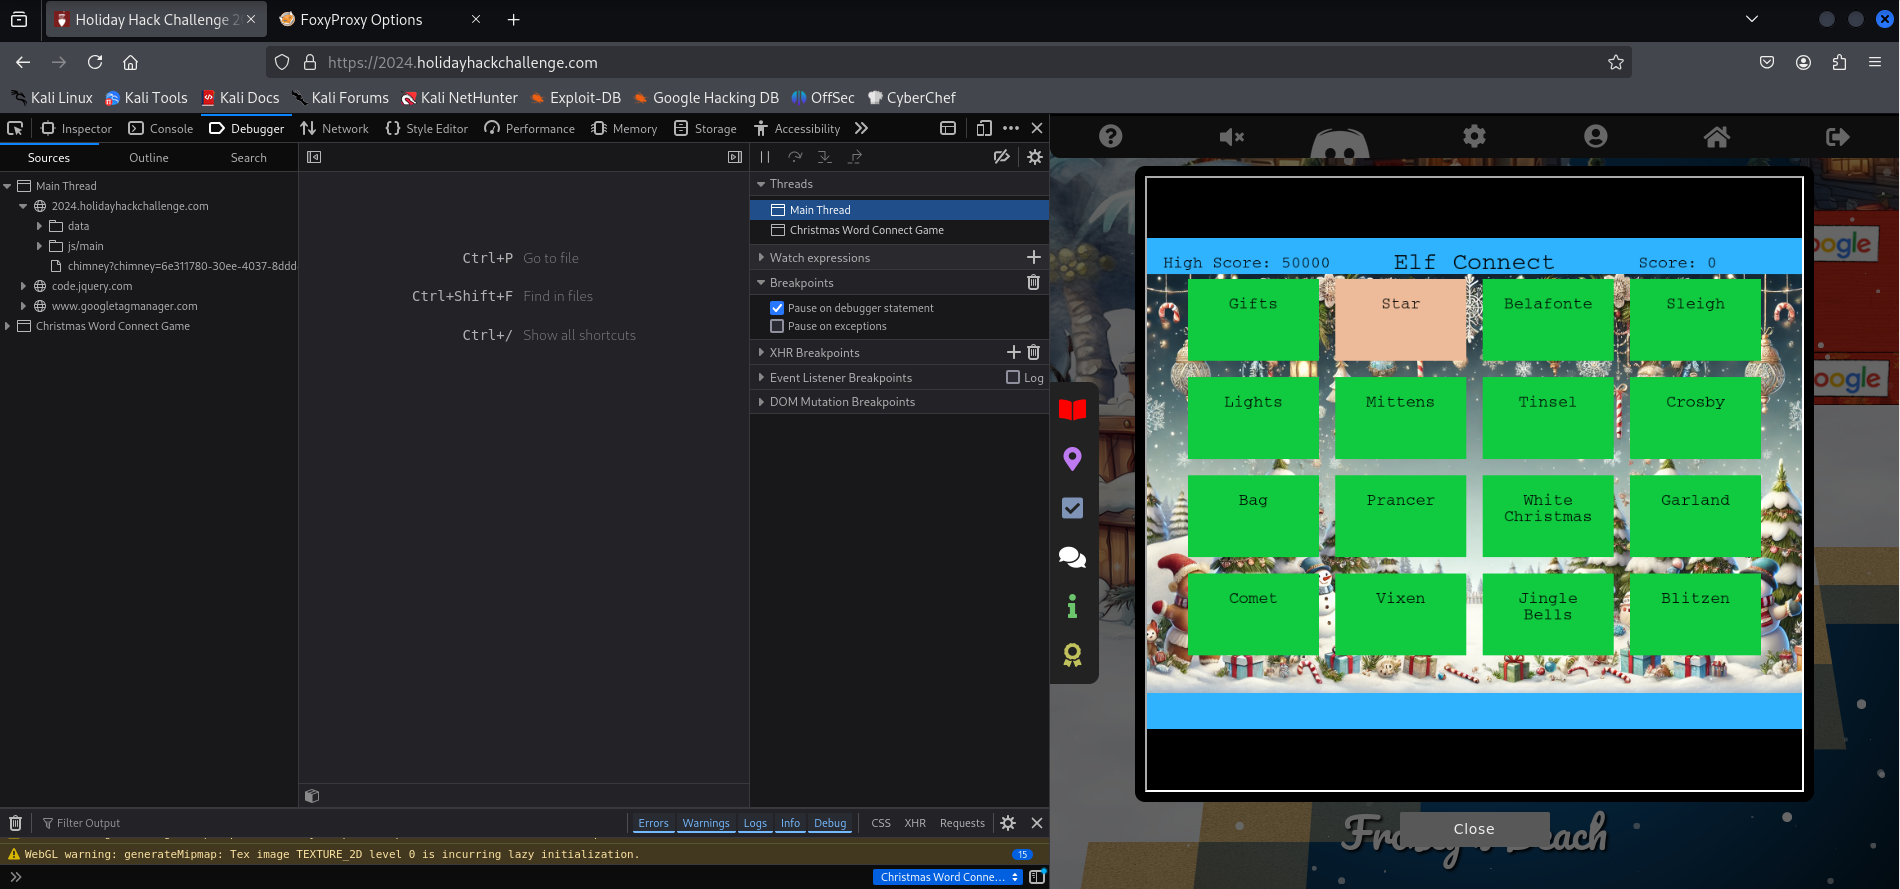 Holiday Hack Challenge 2
FoxyProxy Options
https://2024.holidayhackchallenge.com
Kali Linux
Kali Tools
Kali Docs
Kali Forums
Kali NetHunter
Exploit-DB
Google Hacking DB
OffSec
CyberChef
Inspector
Console
Debugger
Network
Style Editor
Performance
Memory
Storage
Accessibility
Sources
Outline
Search
Main Thread
2024.holidayhackchallenge.com
data
js/main
chimney?chimney=6e311780-30ee-4037-8ddd
code.jquery.com
www.googletagmanager.com
Christmas Word Connect Game
Ctrl+P Go to file
Ctrl+Shift+F Find in files
Ctrl+/ Show all shortcuts
Threads
Main Thread
Christmas Word Connect Game
Watch expressions
Breakpoints
Pause on debugger statement
Pause on exceptions
XHR Breakpoints
Event Listener Breakpoints
Log
DOM Mutation Breakpoints
Filter Output
Errors
Warnings
Logs
Info
Debug
CSS
XHR
Requests
WebGL warning: generateMipmap: Tex image TEXTURE_2D level 0 is incurring lazy initialization.
15
Christmas Word Conne...
High Score: 50000
Elf Connect
Score: 0
Gifts
Star
Belafonte
Sleigh
Lights
Mittens
Tinsel
Crosby
Bag
Prancer
White
Christmas
Garland
Comet
Vixen
Jingle
Bells
Blitzen
oogle
oogle
Close